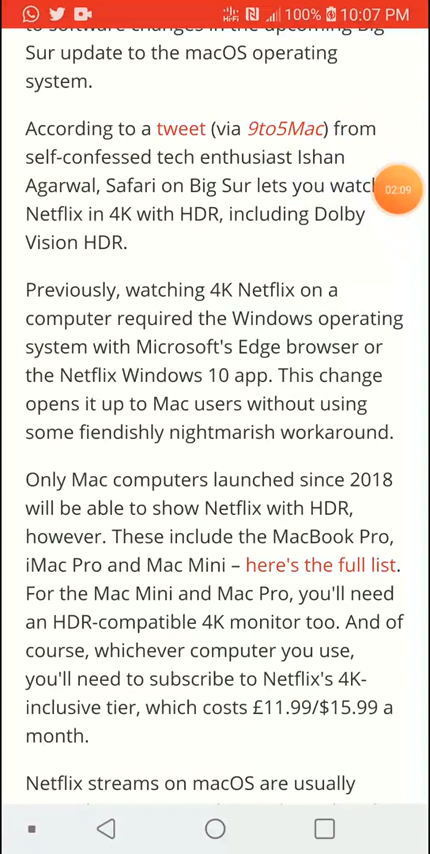 Hi-Fi 100% 10:07 PM
Sur update to the macOS operating
system.
According to a tweet (via 9to5Mac) from
self-confessed tech enthusiast Ishan
Agarwal, Safari on Big Sur lets you watch
02:09
Netflix in 4K with HDR, including Dolby
Vision HDR.
Previously, watching 4K Netflix on a
computer required the Windows operating
system with Microsoft's Edge browser or
the Netflix Windows 10 app. This change
opens it up to Mac users without using
some fiendishly nightmarish workaround.
Only Mac computers launched since 2018
will be able to show Netflix with HDR,
however. These include the MacBook Pro,
iMac Pro and Mac Mini – here's the full list.
For the Mac Mini and Mac Pro, you'll need
an HDR-compatible 4K monitor too. And of
course, whichever computer you use,
you'll need to subscribe to Netflix's 4K-
inclusive tier, which costs £11.99/$15.99 a
month.
Netflix streams on macOS are usually